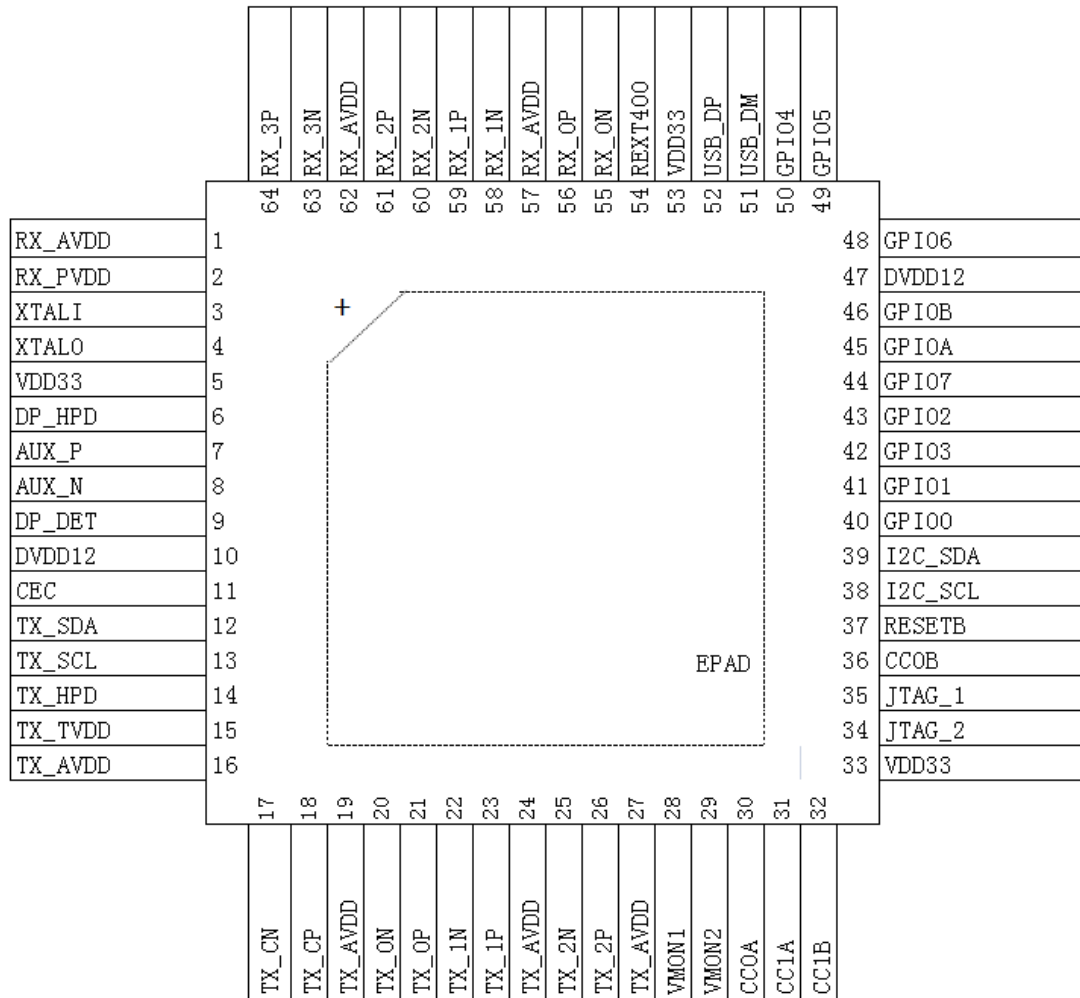 64 RX_3P
63 RX_3N
62 RX_AVDD
61 RX_2P
60 RX_2N
59 RX_1P
58 RX_1N
57 RX_AVDD
56 RX_0P
55 RX_0N
54 REXT400
53 VDD33
52 USB_DP
51 USB_DM
50 GPIO4
49 GPIO5
RX_AVDD 1
RX_PVDD 2
XTALI 3
XTALO 4
VDD33 5
DP_HPD 6
AUX_P 7
AUX_N 8
DP_DET 9
DVDD12 10
CEC 11
TX_SDA 12
TX_SCL 13
TX_HPD 14
TX_TVDD 15
TX_AVDD 16
+
EPAD
48 GPIO6
47 DVDD12
46 GPIOB
45 GPIOA
44 GPIO7
43 GPIO2
42 GPIO3
41 GPIO1
40 GPIO0
39 I2C_SDA
38 I2C_SCL
37 RESETB
36 CC0B
35 JTAG_1
34 JTAG_2
33 VDD33
TX_CN 17
TX_CP 18
TX_AVDD 19
TX_0N 20
TX_0P 21
TX_1N 22
TX_1P 23
TX_AVDD 24
TX_2N 25
TX_2P 26
TX_AVDD 27
VMON1 28
VMON2 29
CC0A 30
CC1A 31
CC1B 32